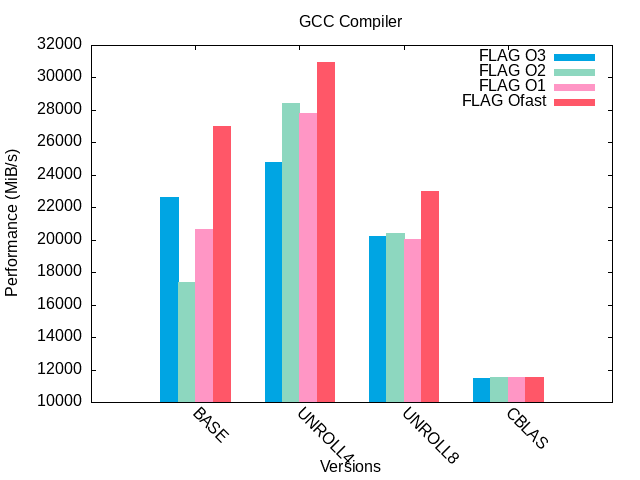 GCC Compiler
32000
30000
28000
26000
24000
22000
20000
18000
16000
14000
12000
10000
Performance (MiB/s)
FLAG O3
FLAG O2
FLAG O1
FLAG Ofast
BASE
UNROLL4
UNROLL8
CBLAS
Versions